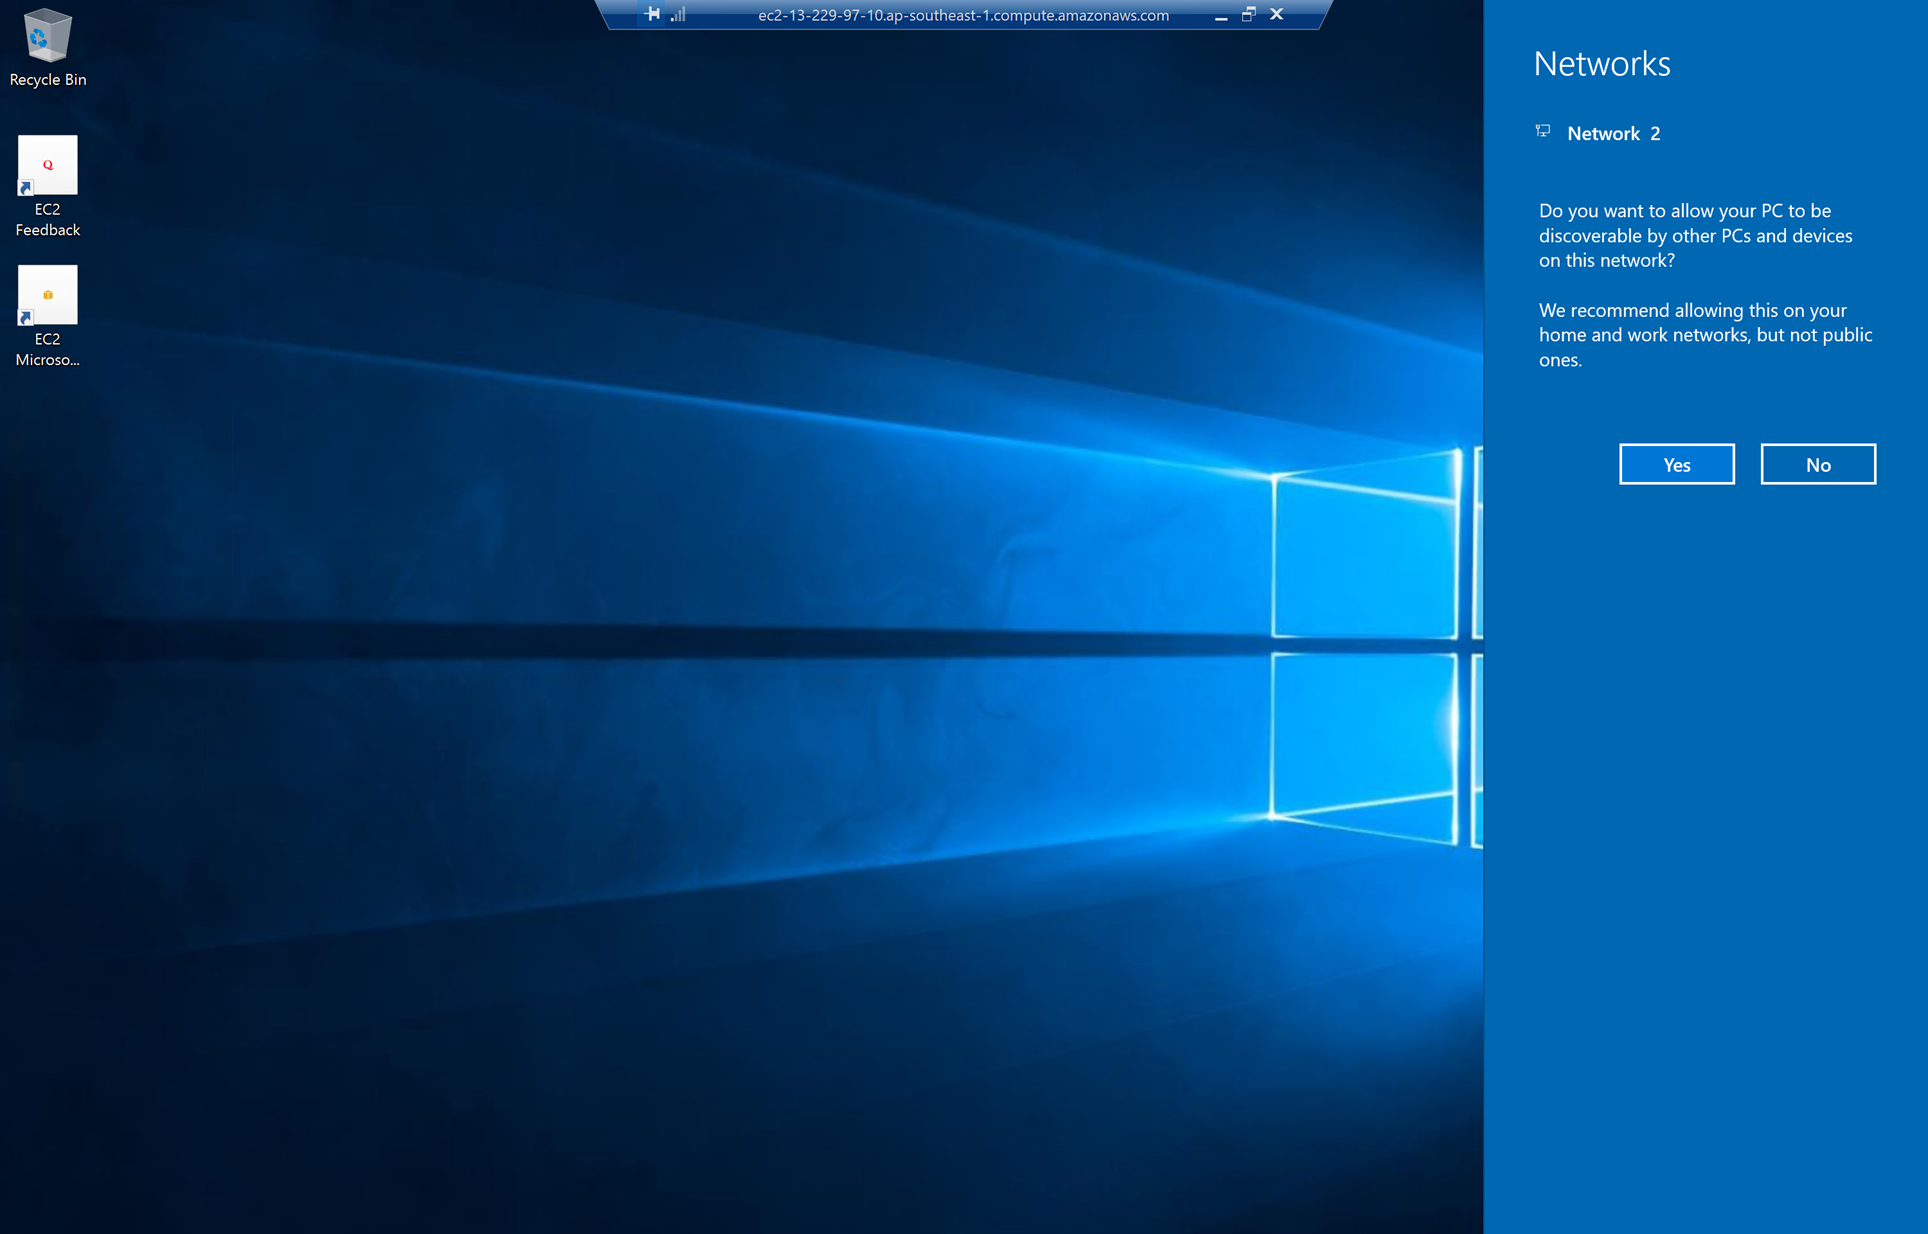 ec2-13-229-97-10.ap-southeast-1.compute.amazonaws.com
Recycle Bin
Q
EC2
Feedback
EC2
Microso...
Networks
Network 2
Do you want to allow your PC to be
discoverable by other PCs and devices
on this network?
We recommend allowing this on your
home and work networks, but not public
ones.
Yes
No